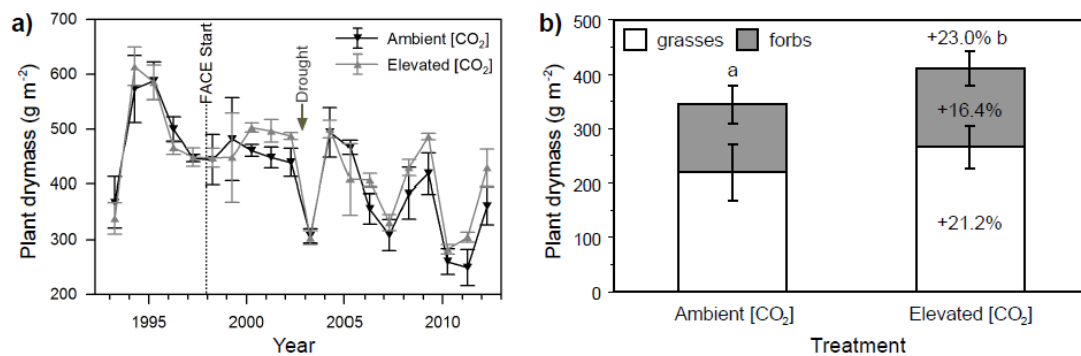 a)
Plant drymass (g m⁻²)
700
600
500
400
300
200
FACE Start
Drought
Ambient [CO₂]
Elevated [CO₂]
1995
2000
2005
2010
Year
b)
Plant drymass (g m⁻²)
500
400
300
200
100
0
grasses
forbs
a
+23.0% b
+16.4%
+21.2%
Ambient [CO₂]
Elevated [CO₂]
Treatment